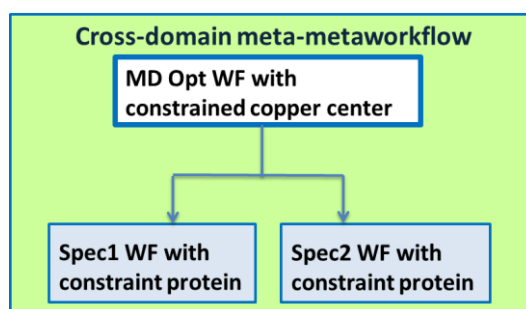 Cross-domain meta-metaworkflow
MD Opt WF with
constrained copper center
Spec1 WF with
constraint protein
Spec2 WF with
constraint protein